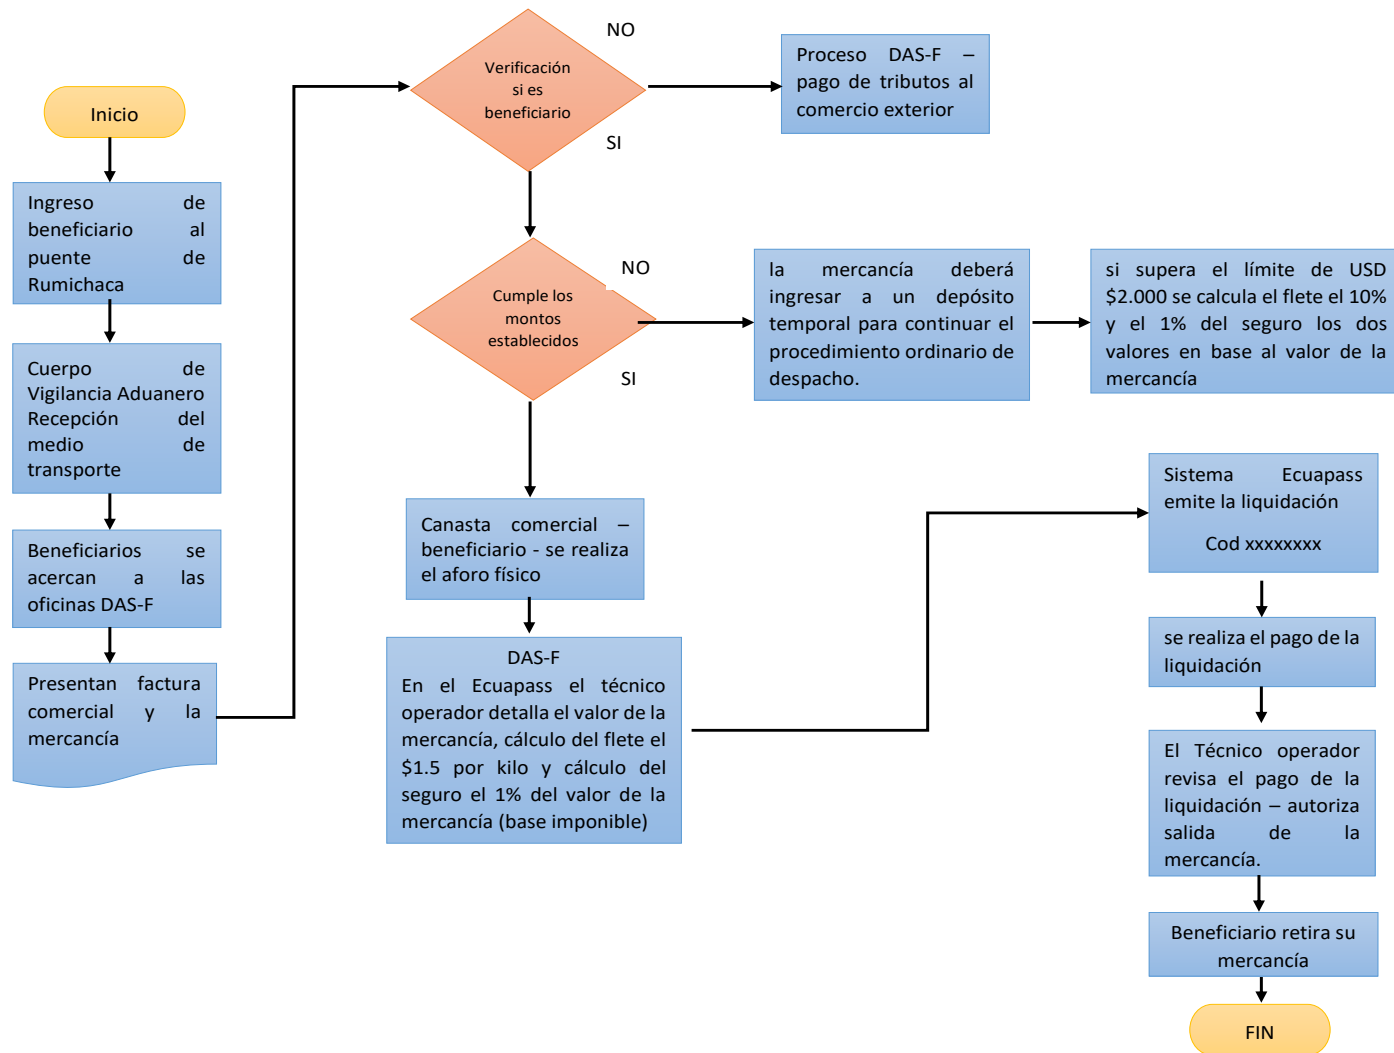 Inicio
Ingreso de
beneficiario al
puente de
Rumichaca
Cuerpo de
Vigilancia Aduanero
Recepción del
medio de
transporte
Beneficiarios se
acercan a las
oficinas DAS-F
Presentan factura
comercial y la
mercancía
Verificación
si es
beneficiario
NO
SI
Proceso DAS-F –
pago de tributos al
comercio exterior
Cumple los
montos
establecidos
NO
SI
la mercancía deberá
ingresar a un depósito
temporal para continuar el
procedimiento ordinario de
despacho.
si supera el límite de USD
$2.000 se calcula el flete el 10%
y el 1% del seguro los dos
valores en base al valor de la
mercancía
Canasta comercial –
beneficiario - se realiza
el aforo físico
DAS-F
En el Ecuapass el técnico
operador detalla el valor de la
mercancía, cálculo del flete el
$1.5 por kilo y cálculo del
seguro el 1% del valor de la
mercancía (base imponible)
Sistema Ecuapass
emite la liquidación
Cod xxxxxxxx
se realiza el pago de la
liquidación
El Técnico operador
revisa el pago de la
liquidación – autoriza
salida de la
mercancía.
Beneficiario retira su
mercancía
FIN